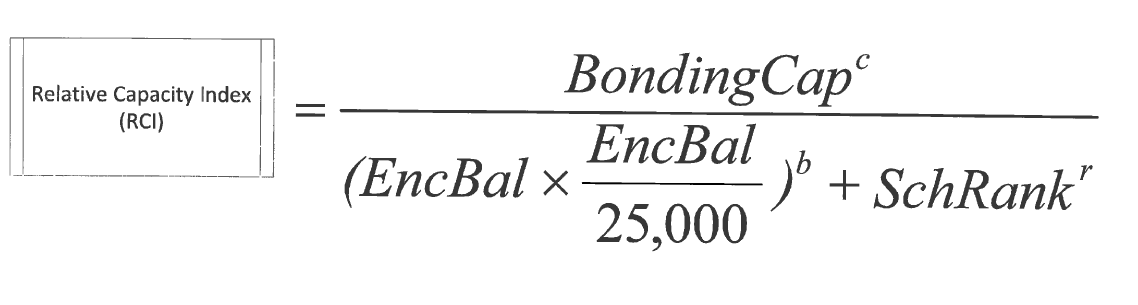 Relative Capacity Index
(RCI)
=
BondingCap^c
(EncBal × EncBal / 25,000)^b + SchRank^r